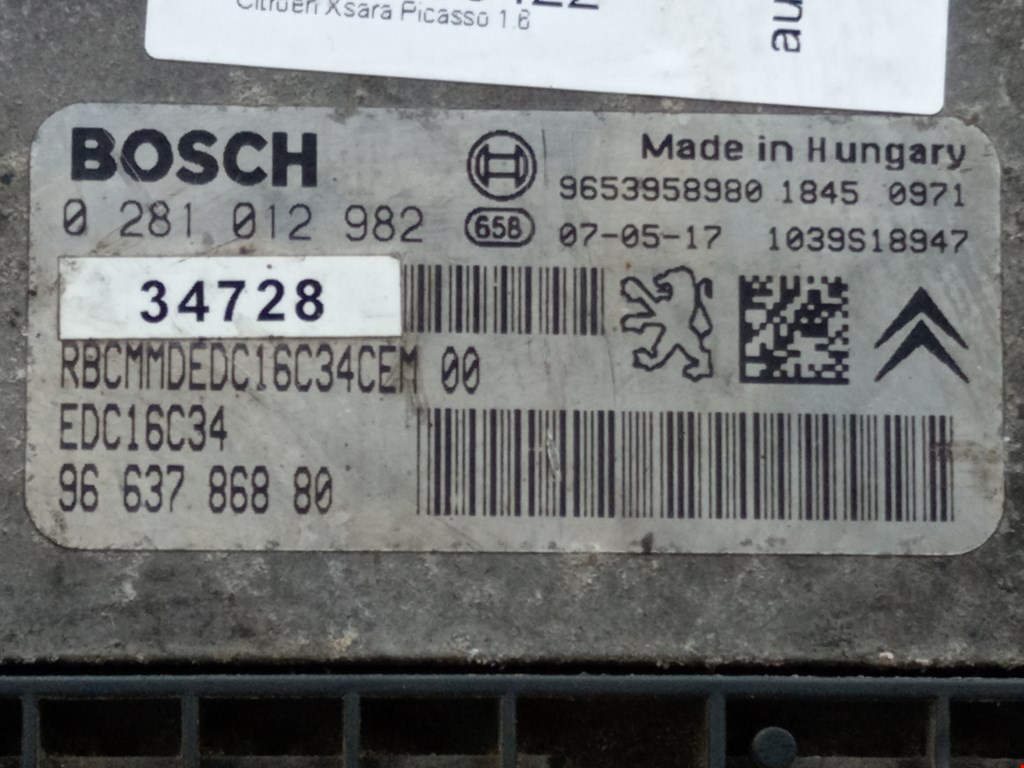 Citroen Xsara Picasso 1.6
au
BOSCH
Made in Hungary
9653958980 1845 0971
0 281 012 982
658
07-05-17 1039S18947
34728
RBCMMDEDC16C34CEM 00
EDC16C34
96 637 868 80